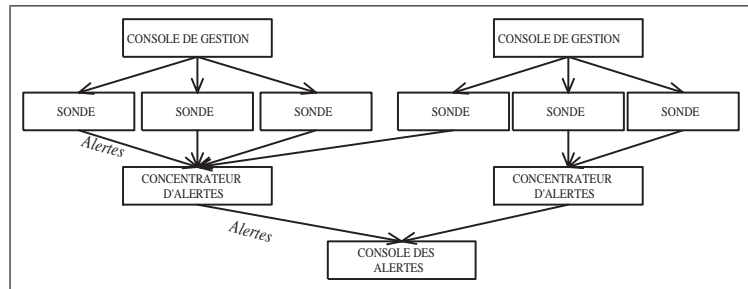 CONSOLE DE GESTION
CONSOLE DE GESTION
SONDE
SONDE
SONDE
SONDE
SONDE
SONDE
Alertes
CONCENTRATEUR
D'ALERTES
CONCENTRATEUR
D'ALERTES
Alertes
CONSOLE DES
ALERTES